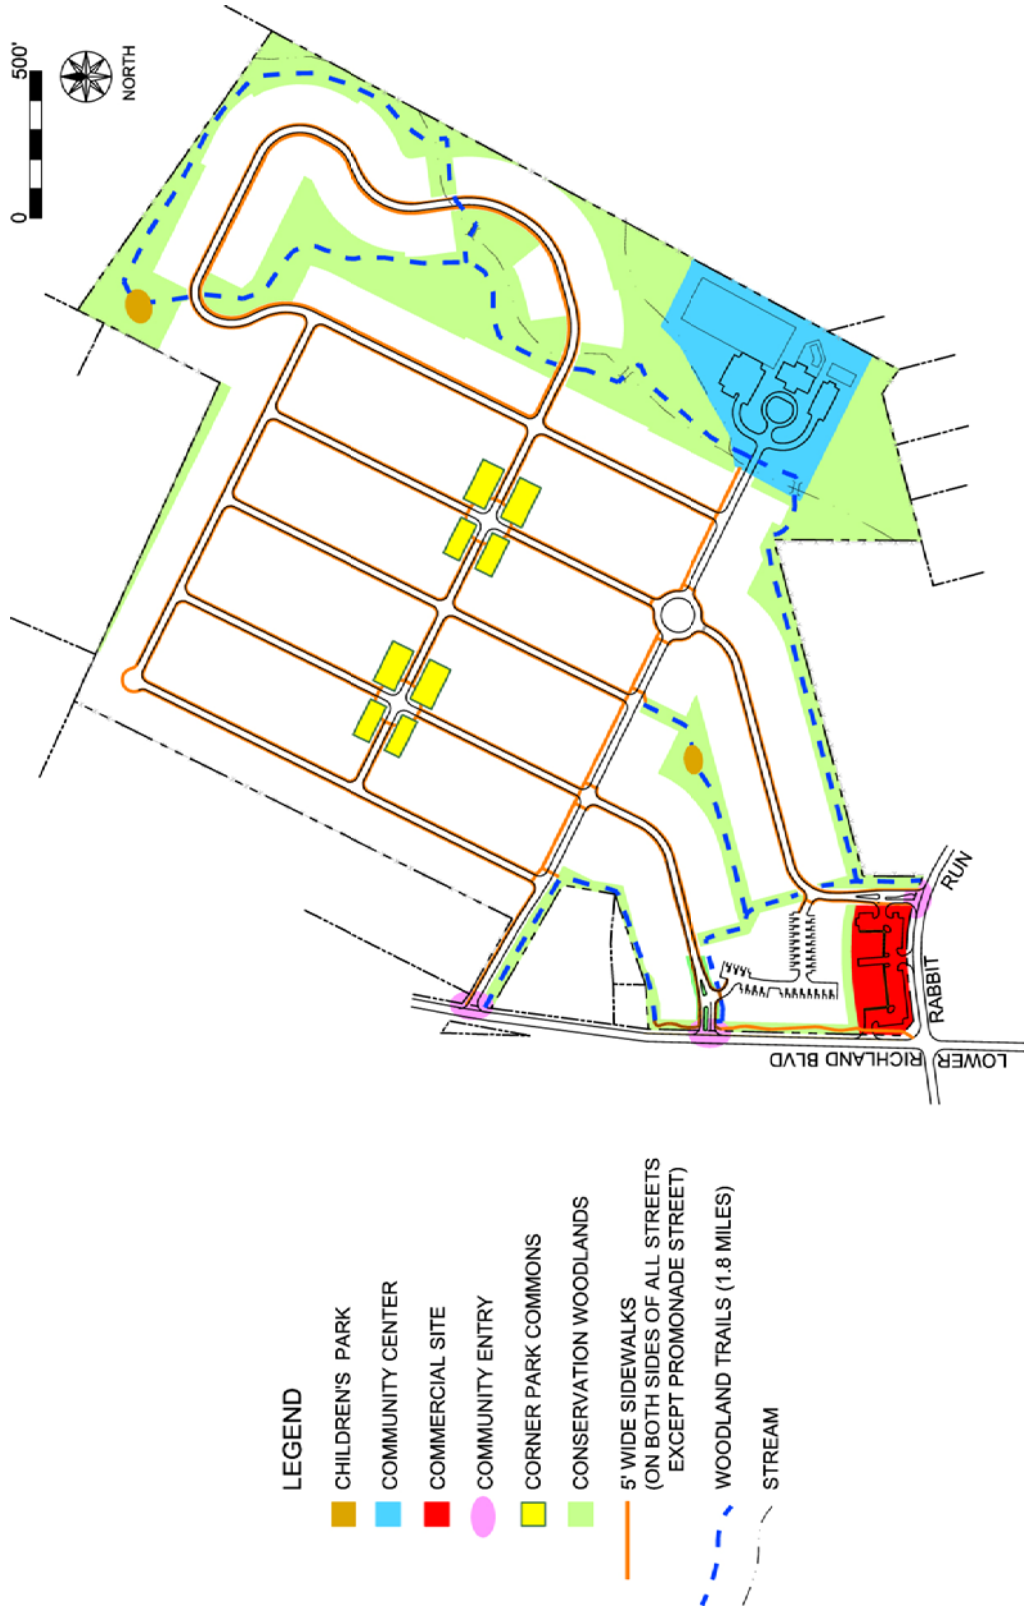 0 500'
NORTH
LOWER RICHLAND BLVD
RABBIT RUN
LEGEND
CHILDREN'S PARK
COMMUNITY CENTER
COMMERCIAL SITE
COMMUNITY ENTRY
CORNER PARK COMMONS
CONSERVATION WOODLANDS
5' WIDE SIDEWALKS
(ON BOTH SIDES OF ALL STREETS
EXCEPT PROMONADE STREET)
WOODLAND TRAILS (1.8 MILES)
STREAM